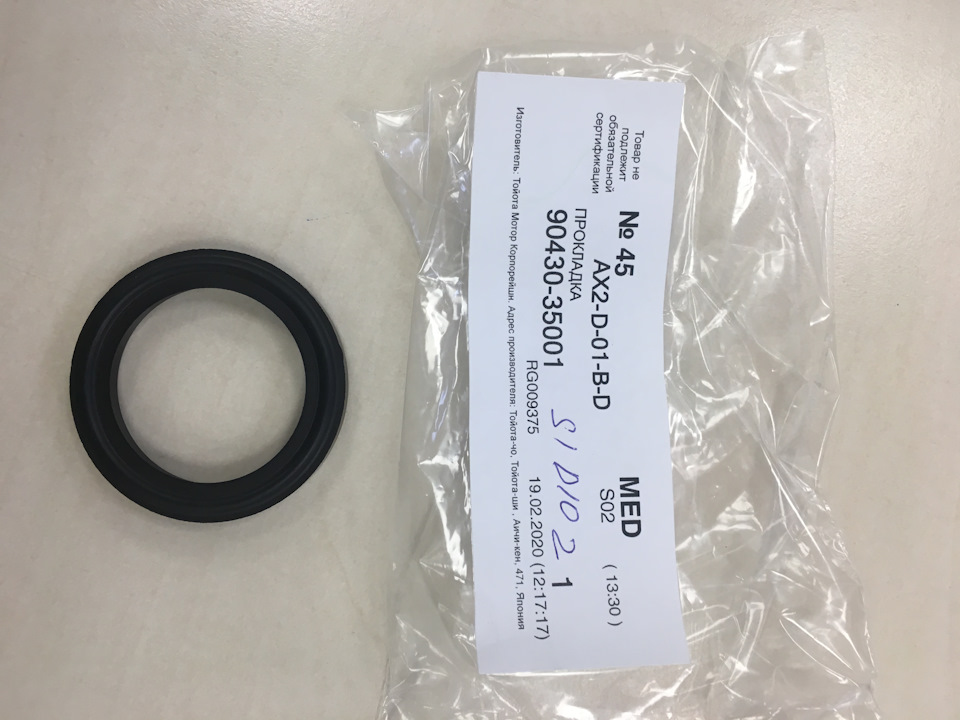 Товар не
подлежит
обязательной
сертификации
№ 45
MED
AX2-D-01-B-D
S02
(13:30)
ПРОКЛАДКА
90430-35001
1
S1D102
RG009375
19.02.2020 (12:17:17)
Изготовитель: Тойота Мотор Корпорейшн. Адрес производителя: Тойота-чо, Тойота-ши , Аичи-кен, 471, Япония